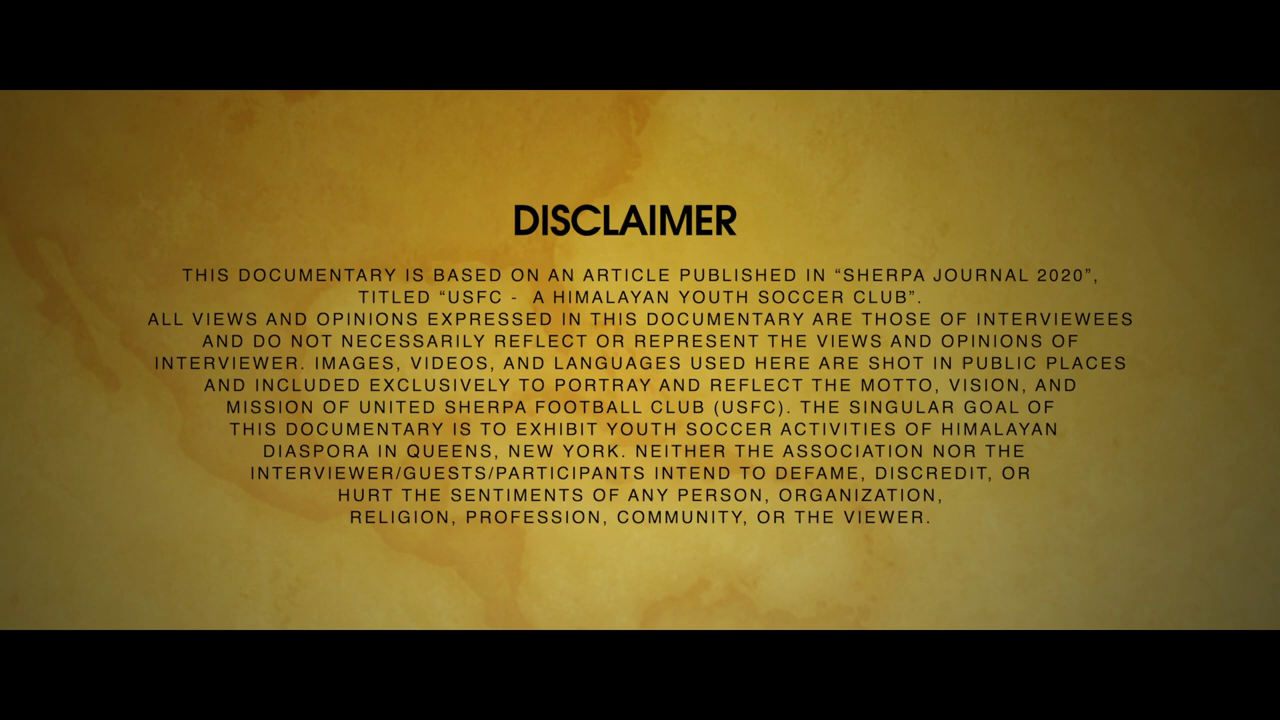 DISCLAIMER
THIS DOCUMENTARY IS BASED ON AN ARTICLE PUBLISHED IN “SHERPA JOURNAL 2020”,
TITLED “USFC -  A HIMALAYAN YOUTH SOCCER CLUB”.
ALL VIEWS AND OPINIONS EXPRESSED IN THIS DOCUMENTARY ARE THOSE OF INTERVIEWEES
AND DO NOT NECESSARILY REFLECT OR REPRESENT THE VIEWS AND OPINIONS OF
INTERVIEWER. IMAGES, VIDEOS, AND LANGUAGES USED HERE ARE SHOT IN PUBLIC PLACES
AND INCLUDED EXCLUSIVELY TO PORTRAY AND REFLECT THE MOTTO, VISION, AND
MISSION OF UNITED SHERPA FOOTBALL CLUB (USFC). THE SINGULAR GOAL OF
THIS DOCUMENTARY IS TO EXHIBIT YOUTH SOCCER ACTIVITIES OF HIMALAYAN
DIASPORA IN QUEENS, NEW YORK. NEITHER THE ASSOCIATION NOR THE
INTERVIEWER/GUESTS/PARTICIPANTS INTEND TO DEFAME, DISCREDIT, OR
HURT THE SENTIMENTS OF ANY PERSON, ORGANIZATION,
RELIGION, PROFESSION, COMMUNITY, OR THE VIEWER.